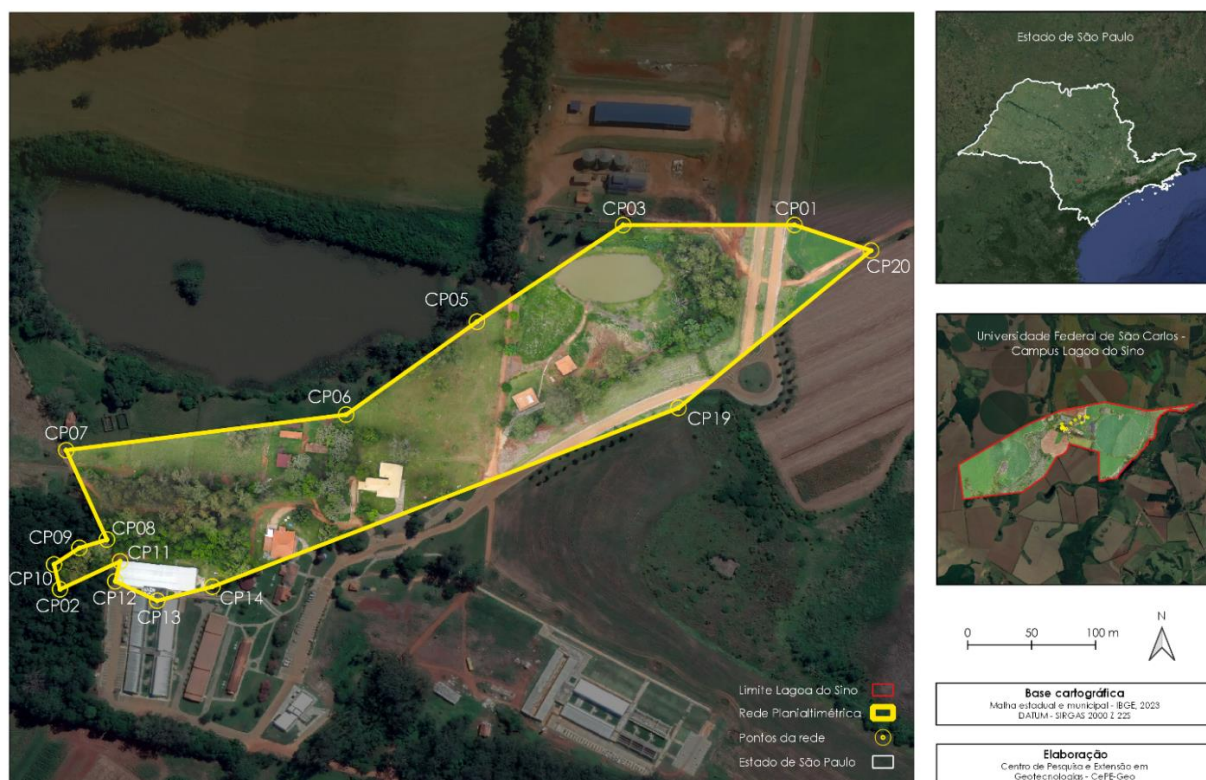 CP03
CP01
CP20
CP05
CP06
CP19
CP07
CP08
CP09
CP11
CP10
CP12
CP02
CP14
CP13
Limite Lagoa do Sino
Rede Planialtimétrica
Pontos da rede
Estado de São Paulo
Estado de São Paulo
Universidade Federal de São Carlos -
Campus Lagoa do Sino
N
0 50 100 m
Base cartográfica
Malha estadual e municipal - IBGE, 2023
DATUM - SIRGAS 2000 Z 22S
Elaboração
Centro de Pesquisa e Extensão em
Geotecnologias - CePE-Geo